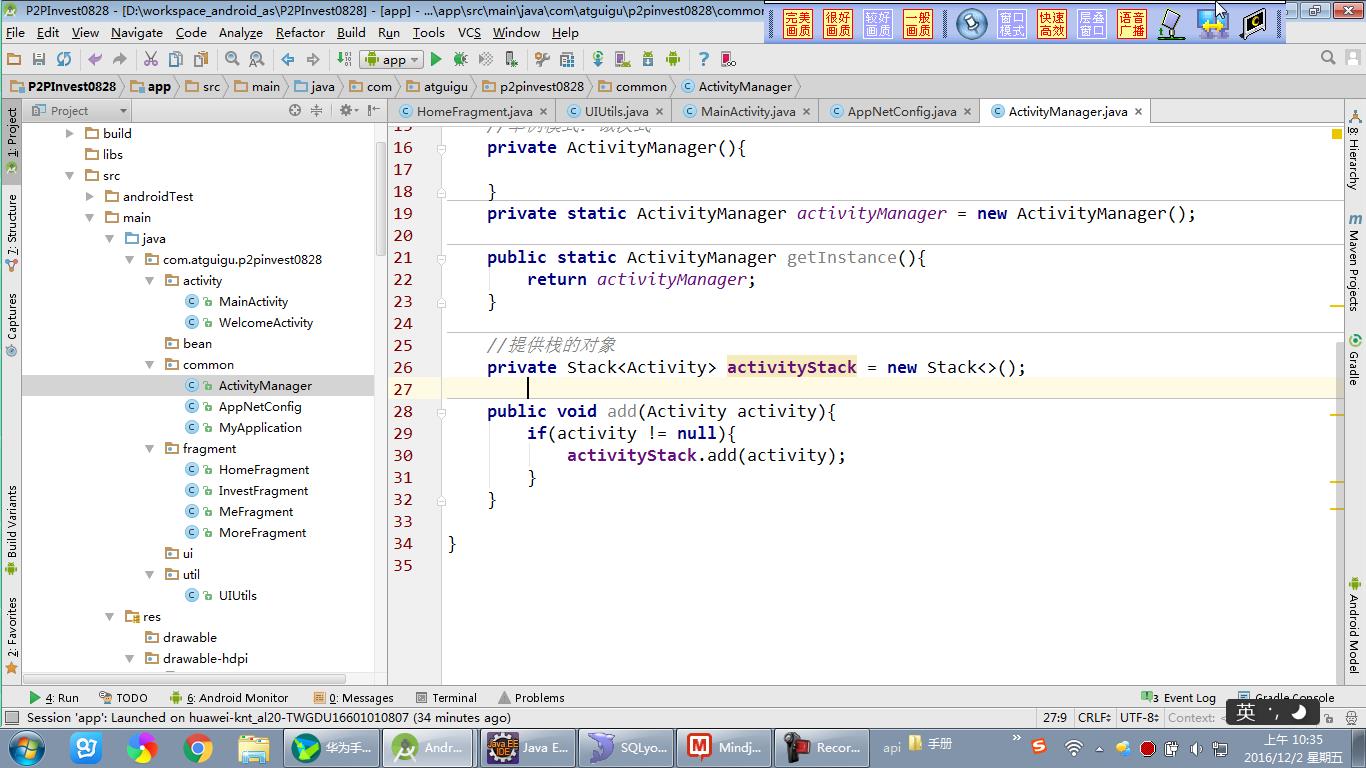 P2PInvest0828 - [D:\workspace_android_as\P2PInvest0828] - [app] - ...\app\src\main\java\com\atguigu\p2pinvest0828\common
完美画质 很好画质 较好画质 一般画质 窗口模式 快速高效 层叠窗口 语音广播
File Edit View Navigate Code Analyze Refactor Build Run Tools VCS Window Help
app
P2PInvest0828 app src main java com atguigu p2pinvest0828 common ActivityManager
Project
HomeFragment.java UIUtils.java MainActivity.java AppNetConfig.java ActivityManager.java
1: Project
7: Structure
Captures
Build Variants
2: Favorites
build
libs
src
androidTest
main
java
com.atguigu.p2pinvest0828
activity
MainActivity
WelcomeActivity
bean
common
ActivityManager
AppNetConfig
MyApplication
fragment
HomeFragment
InvestFragment
MeFragment
MoreFragment
ui
util
UIUtils
res
drawable
drawable-hdpi
16 private ActivityManager(){
17
18 }
19 private static ActivityManager activityManager = new ActivityManager();
20
21 public static ActivityManager getInstance(){
22 return activityManager;
23 }
24
25 //提供栈的对象
26 private Stack<Activity> activityStack = new Stack<>();
27
28 public void add(Activity activity){
29 if(activity != null){
30 activityStack.add(activity);
31 }
32 }
33
34 }
35
8: Hierarchy
Maven Projects
Gradle
Android Model
4: Run TODO 6: Android Monitor 0: Messages Terminal Problems 3 Event Log Gradle Console
Session 'app': Launched on huawei-knt_al20-TWGDU16601010807 (34 minutes ago) 27:9 CRLF UTF-8 Context:
英
华为手... Andr... Java E... SQLyo... Mindj... Recor... api 手册 »
上午 10:35
2016/12/2 星期五